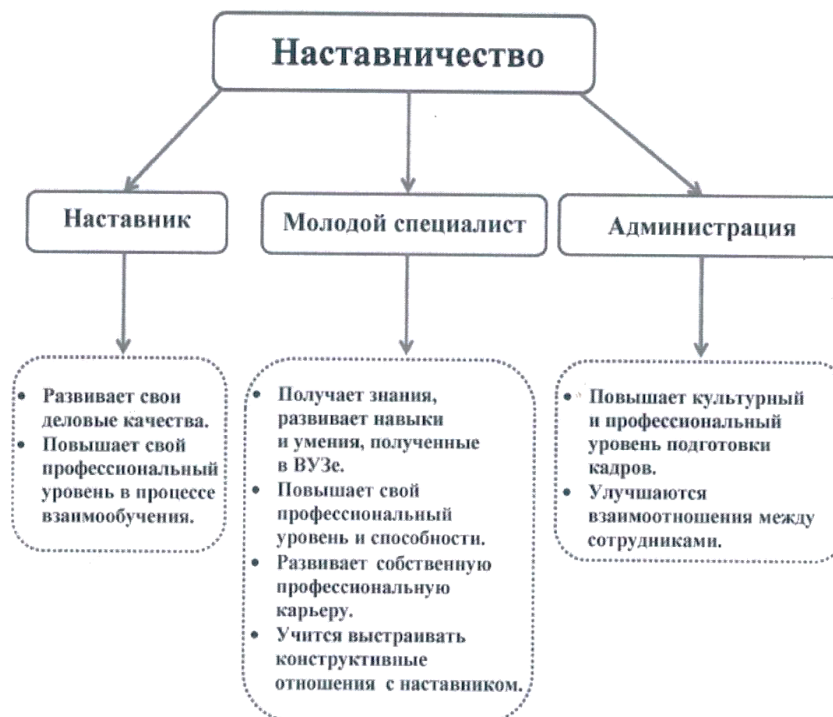 Наставничество
Наставник
Молодой специалист
Администрация
• Развивает свои
деловые качества.
• Повышает свой
профессиональный
уровень в процессе
взаимообучения.
• Получает знания,
развивает навыки
и умения, полученные
в ВУЗе.
• Повышает свой
профессиональный
уровень и способности.
• Развивает собственную
профессиональную
карьеру.
• Учится выстраивать
конструктивные
отношения с наставником.
• Повышает культурный
и профессиональный
уровень подготовки
кадров.
• Улучшаются
взаимоотношения между
сотрудниками.